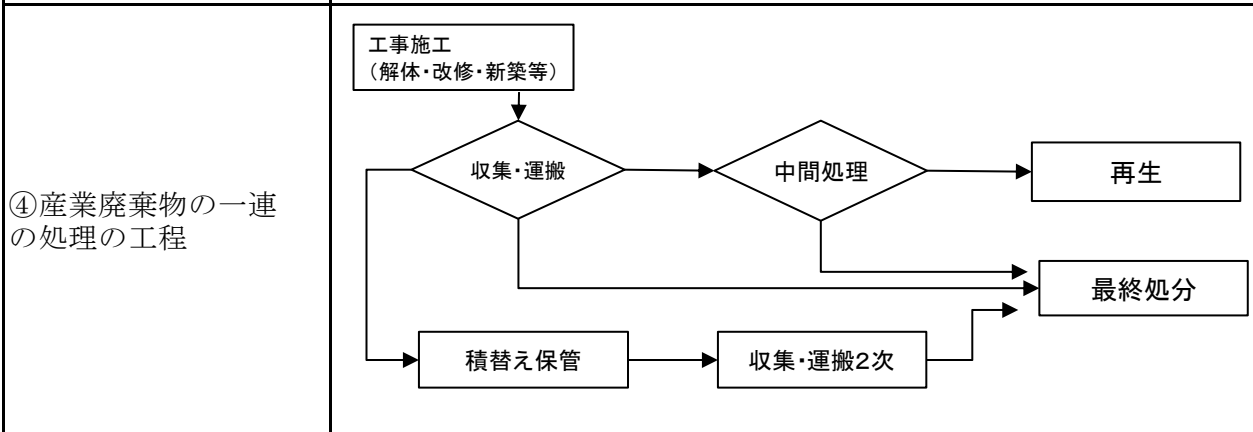 ④産業廃棄物の一連
の処理の工程
工事施工
（解体・改修・新築等）
収集・運搬
中間処理
再生
最終処分
積替え保管
収集・運搬２次